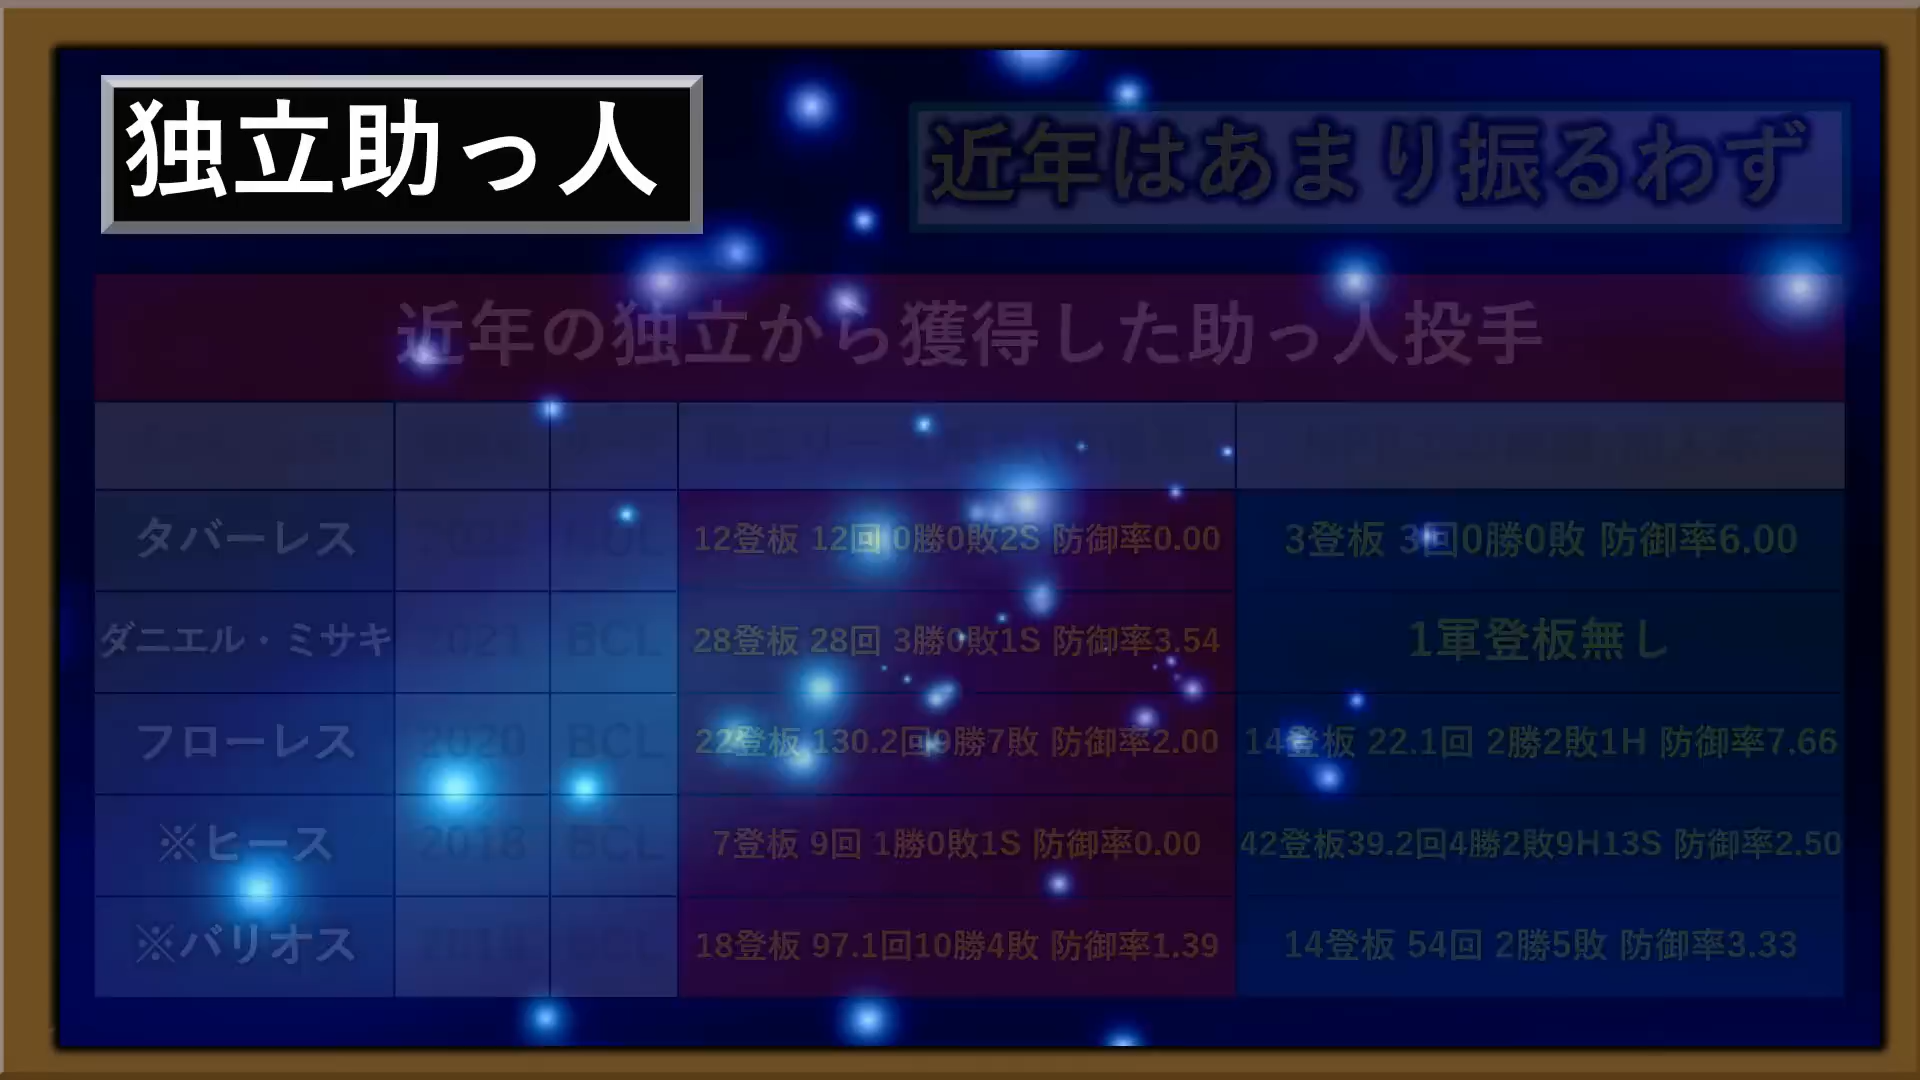 独立助っ人
近年はあまり振るわず
近年の独立から獲得した助っ人投手
タバーレス 12登板 12回 0勝0敗2S 防御率0.00 3登板 3回0勝0敗 防御率6.00
ダニエル・ミサキ 2021 BCL 28登板 28回 3勝0敗1S 防御率3.54 1軍登板無し
フローレス 2020 BCL 22登板 130.2回 9勝7敗 防御率2.00 14登板 22.1回 2勝2敗1H 防御率7.66
※ヒース 2018 BCL 7登板 9回 1勝0敗1S 防御率0.00 42登板39.2回4勝2敗9H13S 防御率2.50
※バリオス BCL 18登板 97.1回10勝4敗 防御率1.39 14登板 54回 2勝5敗 防御率3.33